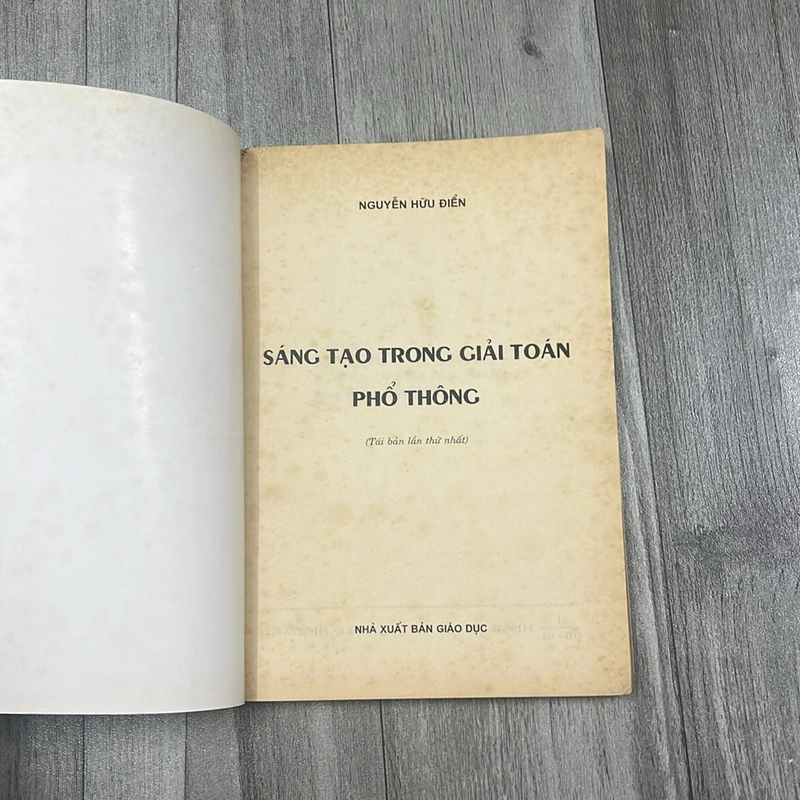 NGUYỄN HỮU ĐIỂN
SÁNG TẠO TRONG GIẢI TOÁN
PHỔ THÔNG
(Tái bản lần thứ nhất)
NHÀ XUẤT BẢN GIÁO DỤC